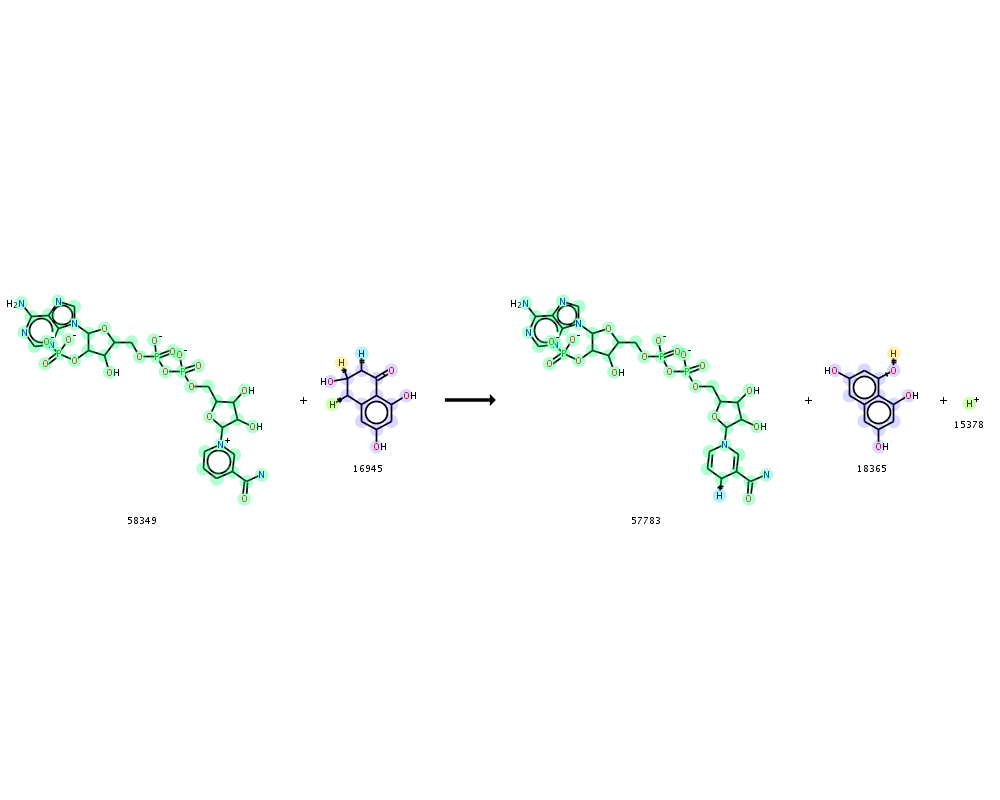 H₂N N N N N O⁻ O⁻ P O O O OH O P O⁻ O O P O⁻ O O OH O OH N⁺ N O
58349
+
H H HO H O OH OH
16945
H₂N N N N N O⁻ O⁻ P O O O OH O P O⁻ O O P O⁻ O O OH O OH N H N O
57783
+
H HO O OH OH
18365
+
H⁺
15378